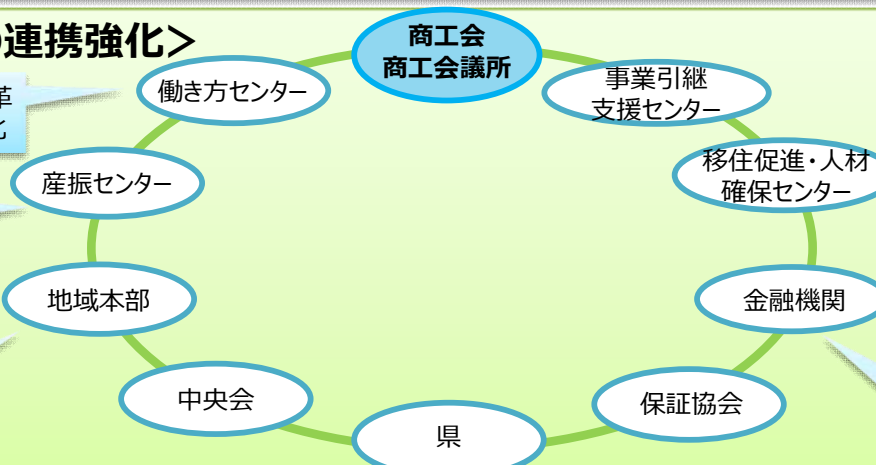 連携強化＞
商工会
商工会議所
働き方センター
事業引継
支援センター
革
移住促進・人材
確保センター
産振センター
地域本部
金融機関
中央会
保証協会
県